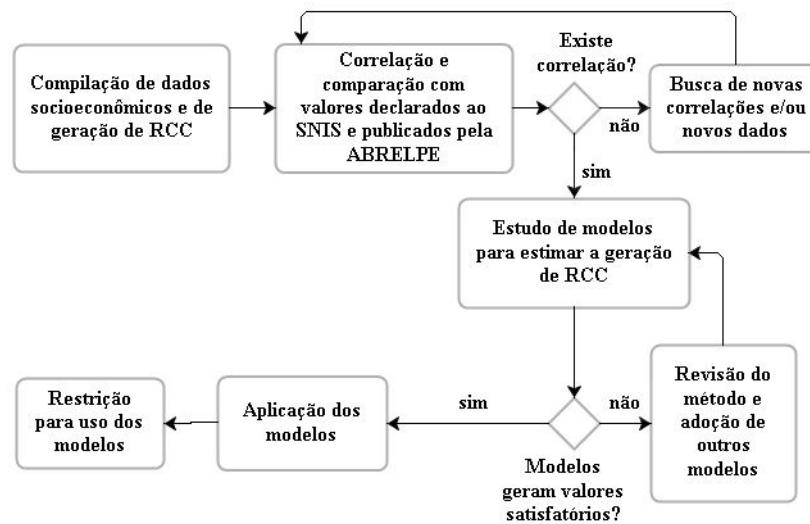 Compilação de dados
socioeconômicos e de
geração de RCC
Correlação e
comparação com
valores declarados ao
SNIS e publicados pela
ABRELPE
Existe
correlação?
não
Busca de novas
correlações e/ou
novos dados
sim
Estudo de modelos
para estimar a geração
de RCC
Modelos
geram valores
satisfatórios?
não
Revisão do
método e
adoção de
outros
modelos
sim
Aplicação dos
modelos
Restrição
para uso dos
modelos